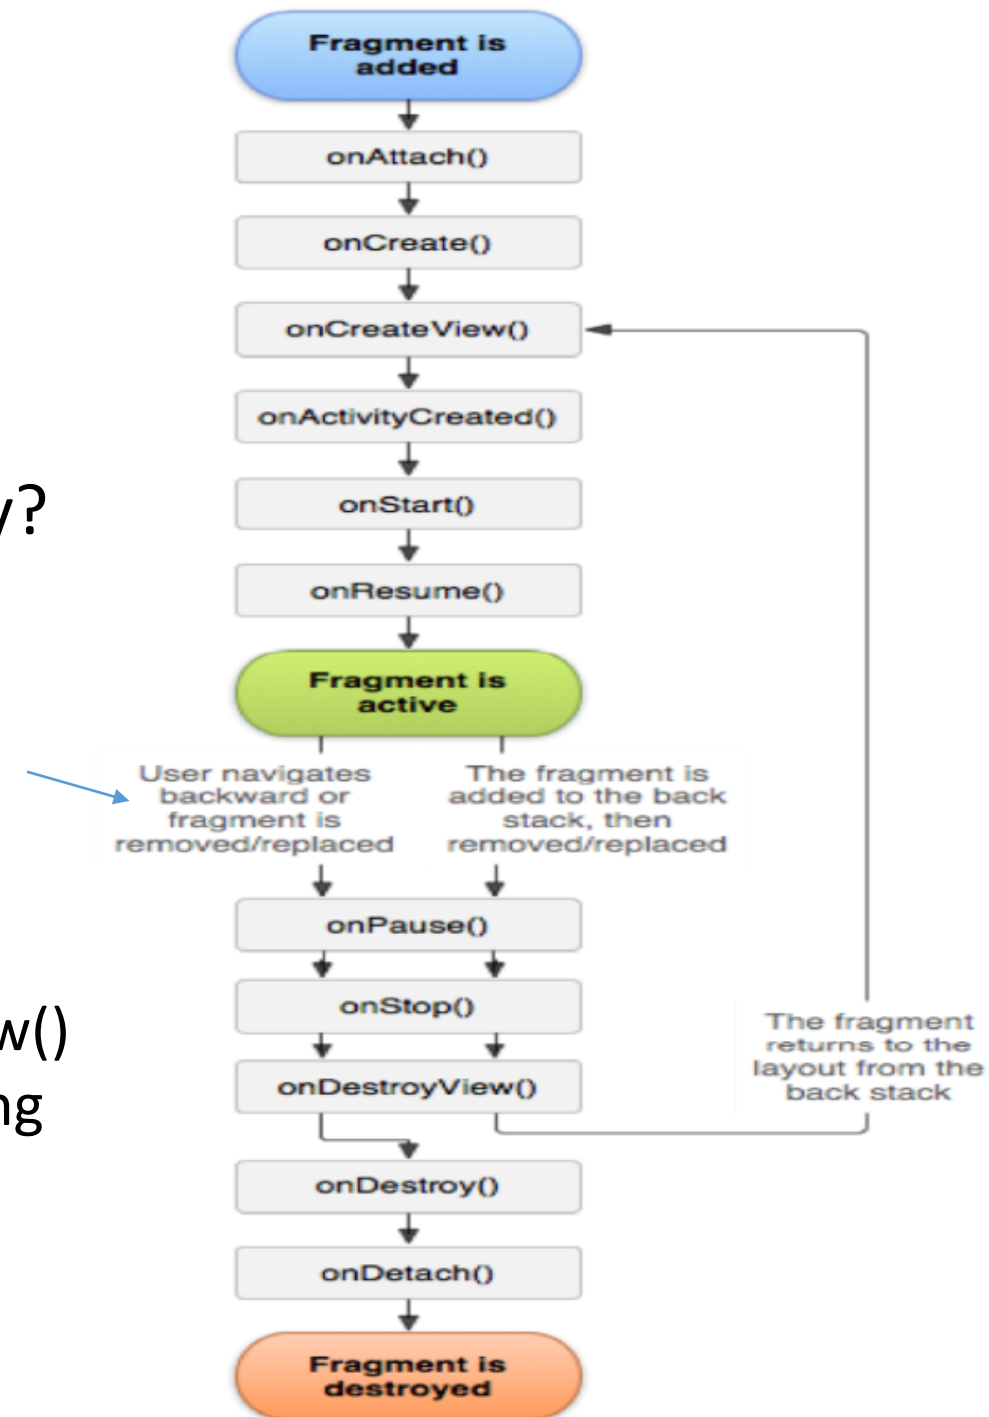 Fragment is
added
onAttach()
onCreate()
onCreateView()
onActivityCreated()
y?
onStart()
onResume()
Fragment is
active
User navigates
backward or
fragment is
removed/replaced
The fragment is
added to the back
stack, then
removed/replaced
onPause()
onStop()
w()
ng
The fragment
returns to the
layout from the
back stack
onDestroyView()
onDestroy()
onDetach()
Fragment is
destroyed